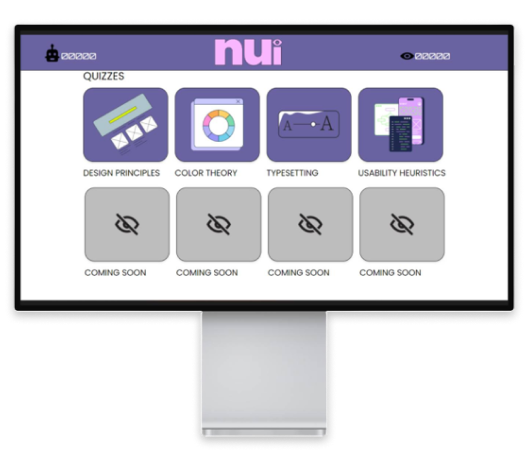 00000
nui
00000
QUIZZES
A A
DESIGN PRINCIPLES
COLOR THEORY
TYPESETTING
USABILITY HEURISTICS
COMING SOON
COMING SOON
COMING SOON
COMING SOON